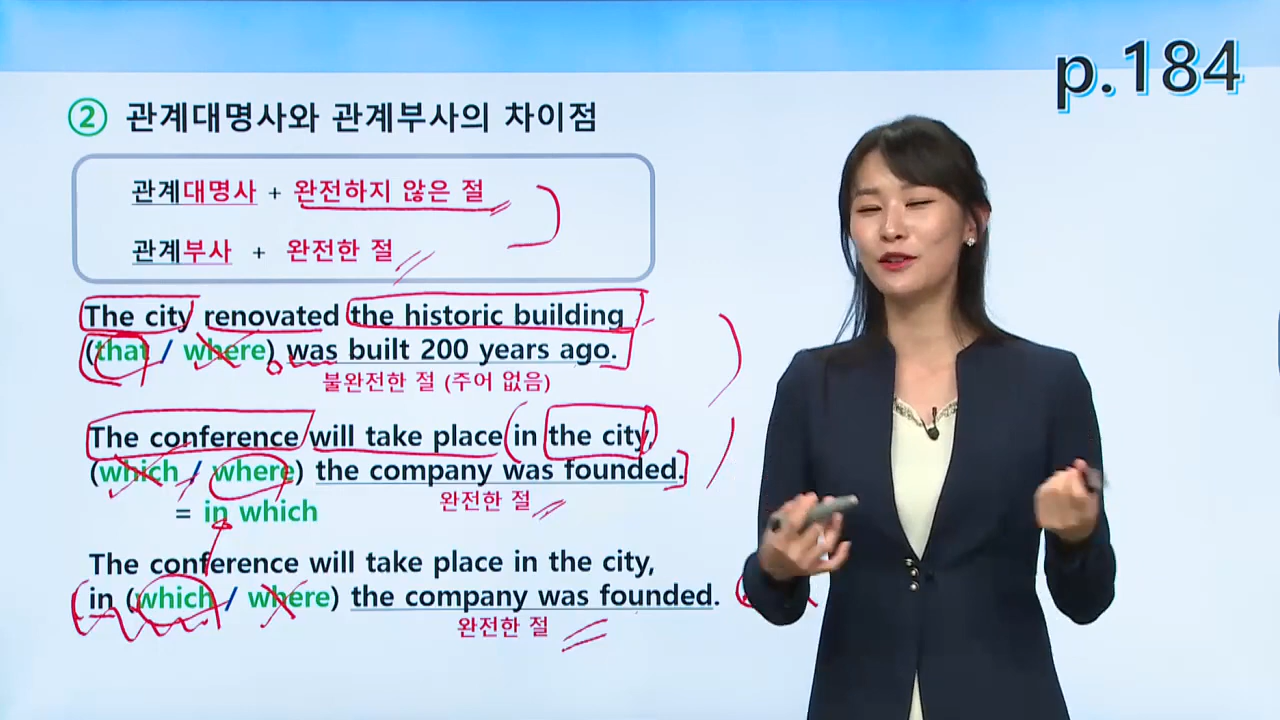 p.184
② 관계대명사와 관계부사의 차이점
관계대명사 + 완전하지 않은 절
관계부사 + 완전한 절
The city renovated the historic building
(that / where) was built 200 years ago.
불완전한 절 (주어 없음)
The conference will take place in the city,
(which / where) the company was founded.
완전한 절
= in which
The conference will take place in the city,
in (which / where) the company was founded.
완전한 절